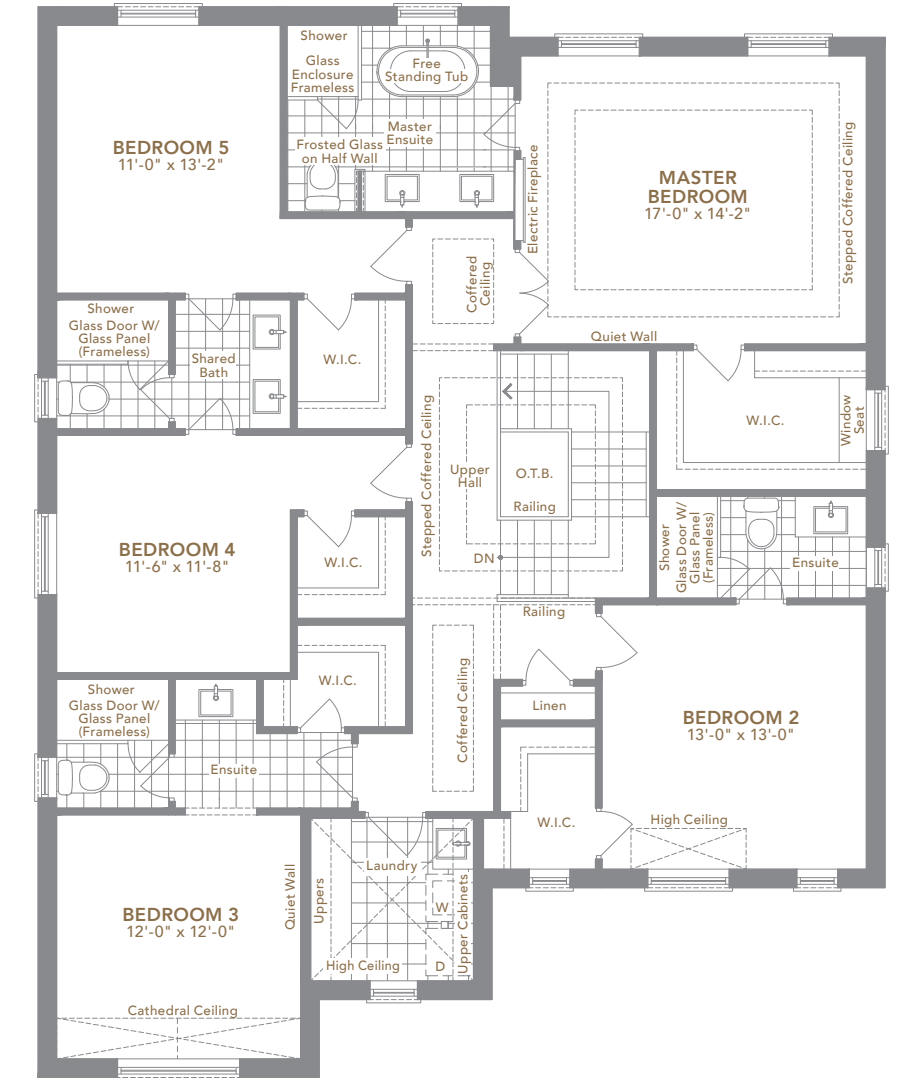 Shower
Glass
Enclosure
Frameless
Free
Standing Tub
Master
Ensuite
Frosted Glass
on Half Wall
BEDROOM 5
11'-0" x 13'-2"
Electric Fireplace
MASTER
BEDROOM
17'-0" x 14'-2"
Stepped Coffered Ceiling
Coffered
Ceiling
Quiet Wall
Shower
Glass Door W/
Glass Panel
(Frameless)
Shared
Bath
W.I.C.
Stepped Coffered Ceiling
Upper
Hall
O.T.B.
Railing
DN
W.I.C.
Window
Seat
BEDROOM 4
11'-6" x 11'-8"
W.I.C.
Shower
Glass Door W/
Glass Panel
(Frameless)
Ensuite
Railing
W.I.C.
Shower
Glass Door W/
Glass Panel
(Frameless)
Ensuite
Coffered Ceiling
Linen
BEDROOM 2
13'-0" x 13'-0"
W.I.C.
High Ceiling
Laundry
Uppers
W
Upper Cabinets
High Ceiling
D
Quiet Wall
BEDROOM 3
12'-0" x 12'-0"
Cathedral Ceiling